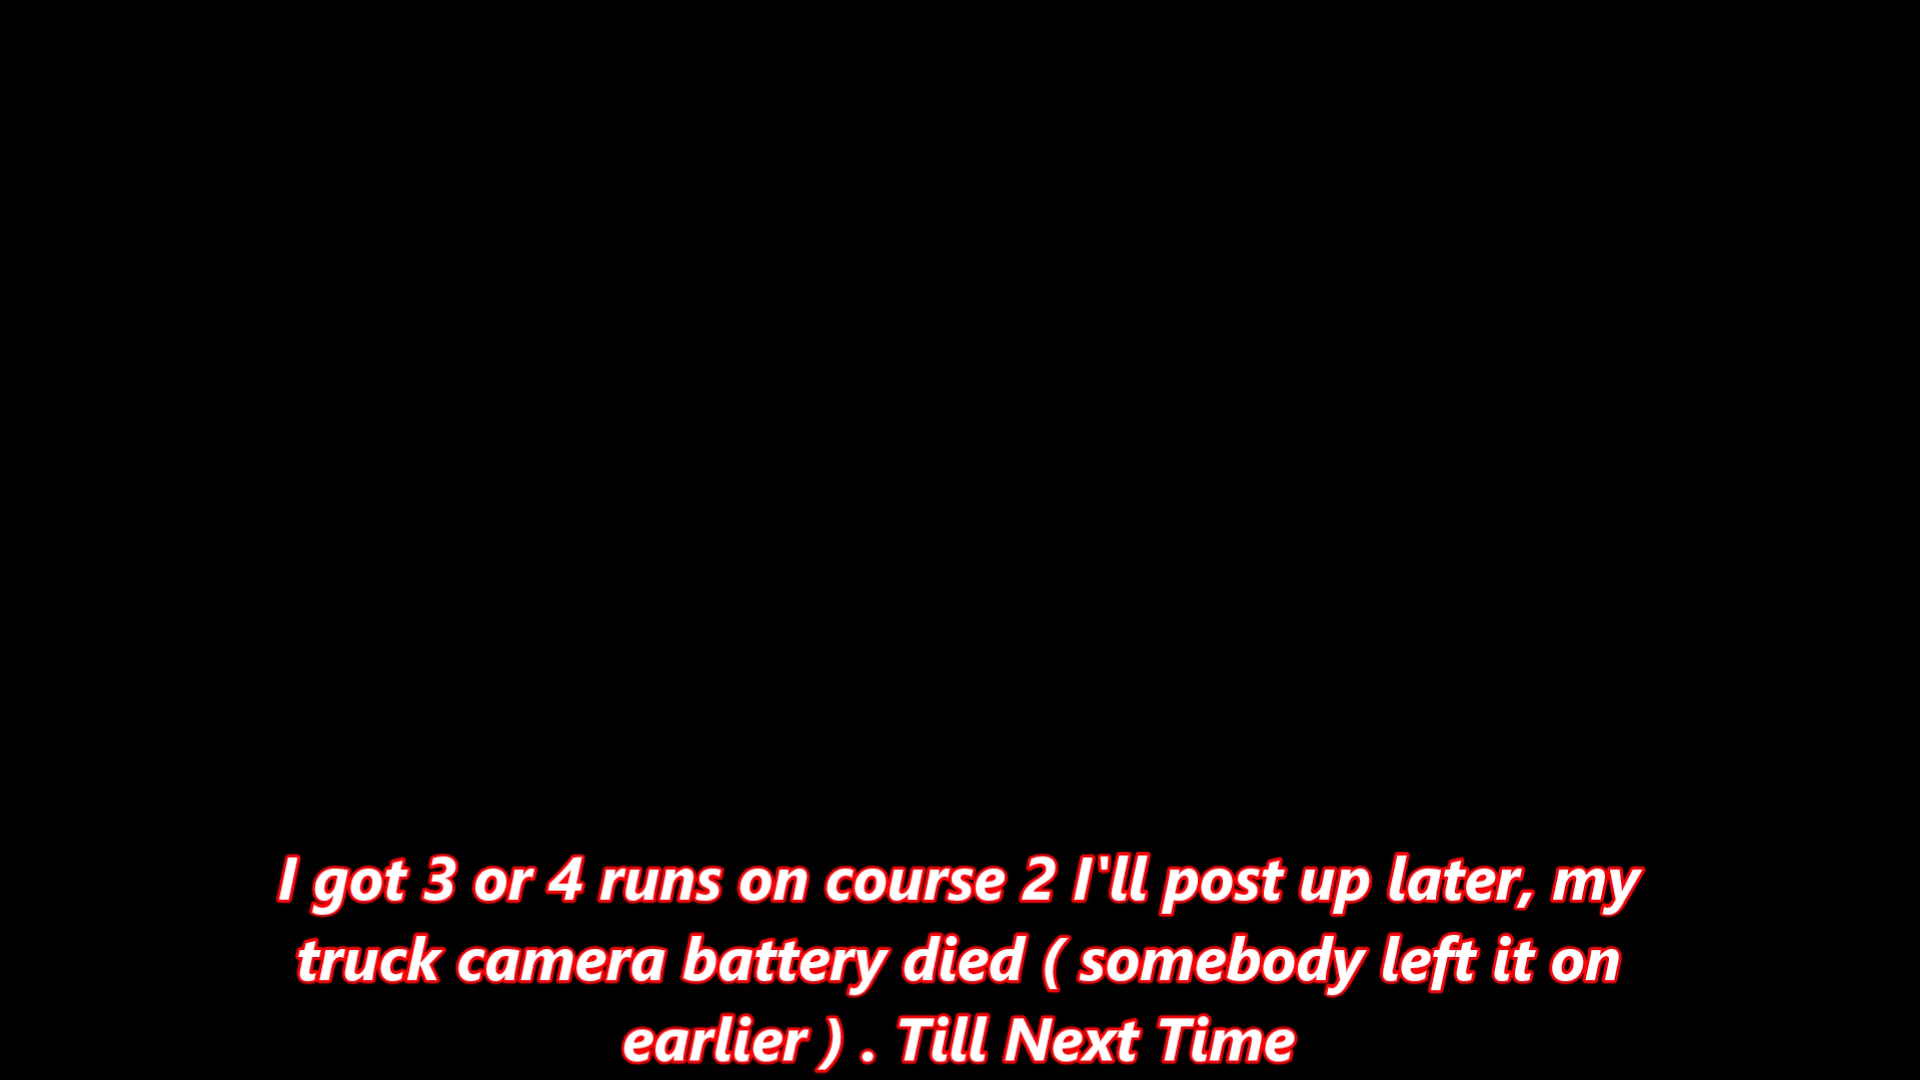 I got 3 or 4 runs on course 2 I'll post up later, my
truck camera battery died ( somebody left it on
earlier ) . Till Next Time